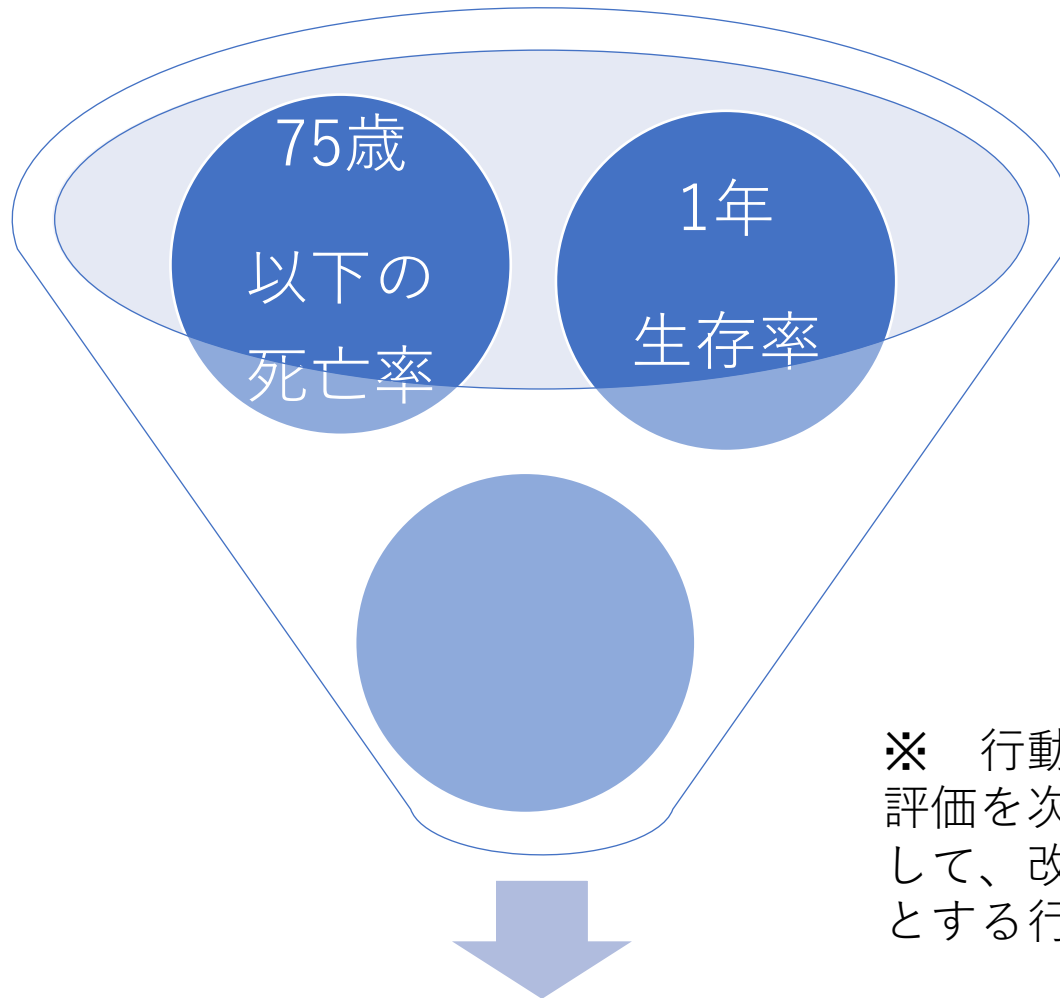 75歳
以下の
死亡率
1年
生存率
※　行動
評価を次
して、改
とする行